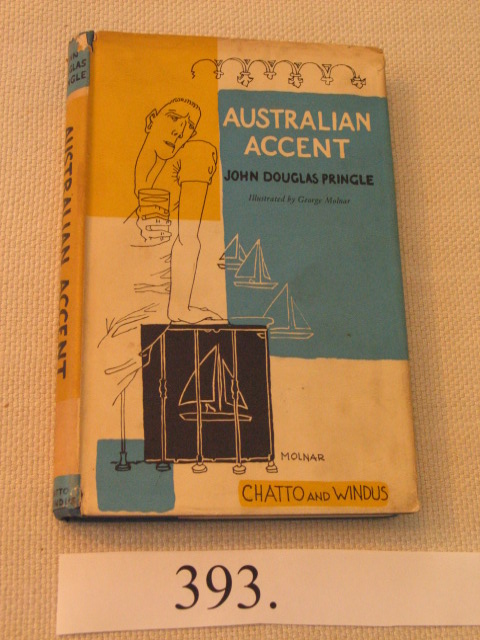 AUSTRALIAN
ACCENT
JOHN DOUGLAS PRINGLE
Illustrated by George Molnar
MOLNAR
CHATTO AND WINDUS
AUSTRALIAN ACCENT
393.